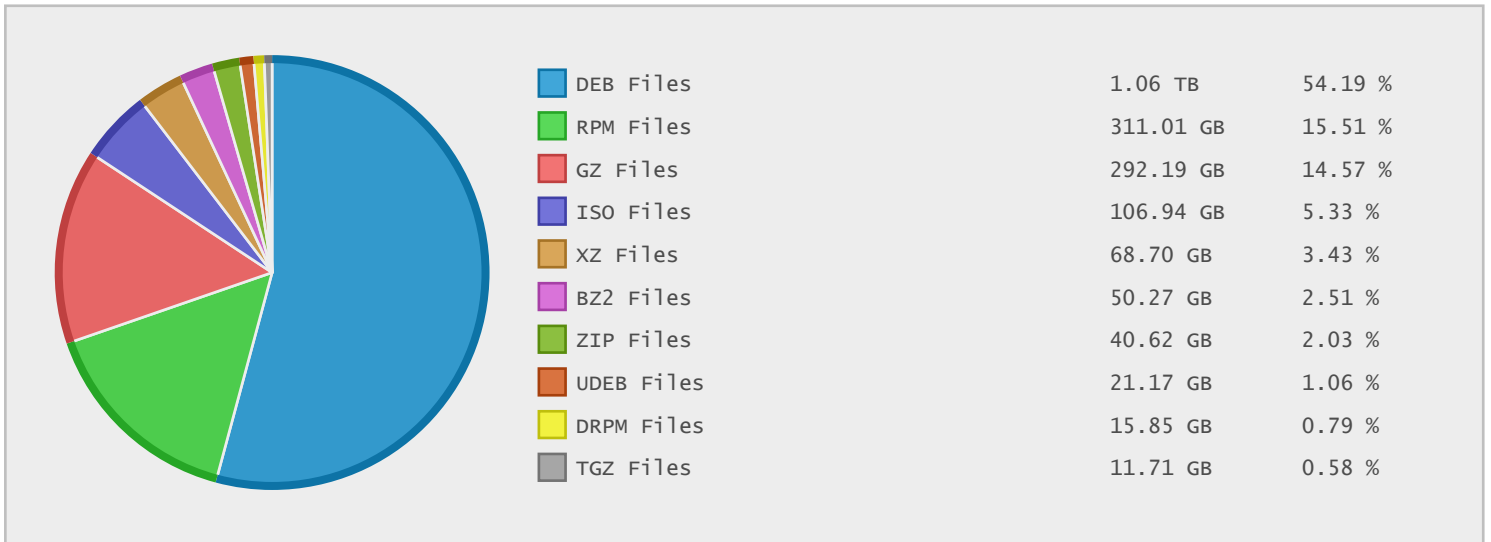 DEB Files 1.06 TB 54.19 %
RPM Files 311.01 GB 15.51 %
GZ Files 292.19 GB 14.57 %
ISO Files 106.94 GB 5.33 %
XZ Files 68.70 GB 3.43 %
BZ2 Files 50.27 GB 2.51 %
ZIP Files 40.62 GB 2.03 %
UDEB Files 21.17 GB 1.06 %
DRPM Files 15.85 GB 0.79 %
TGZ Files 11.71 GB 0.58 %